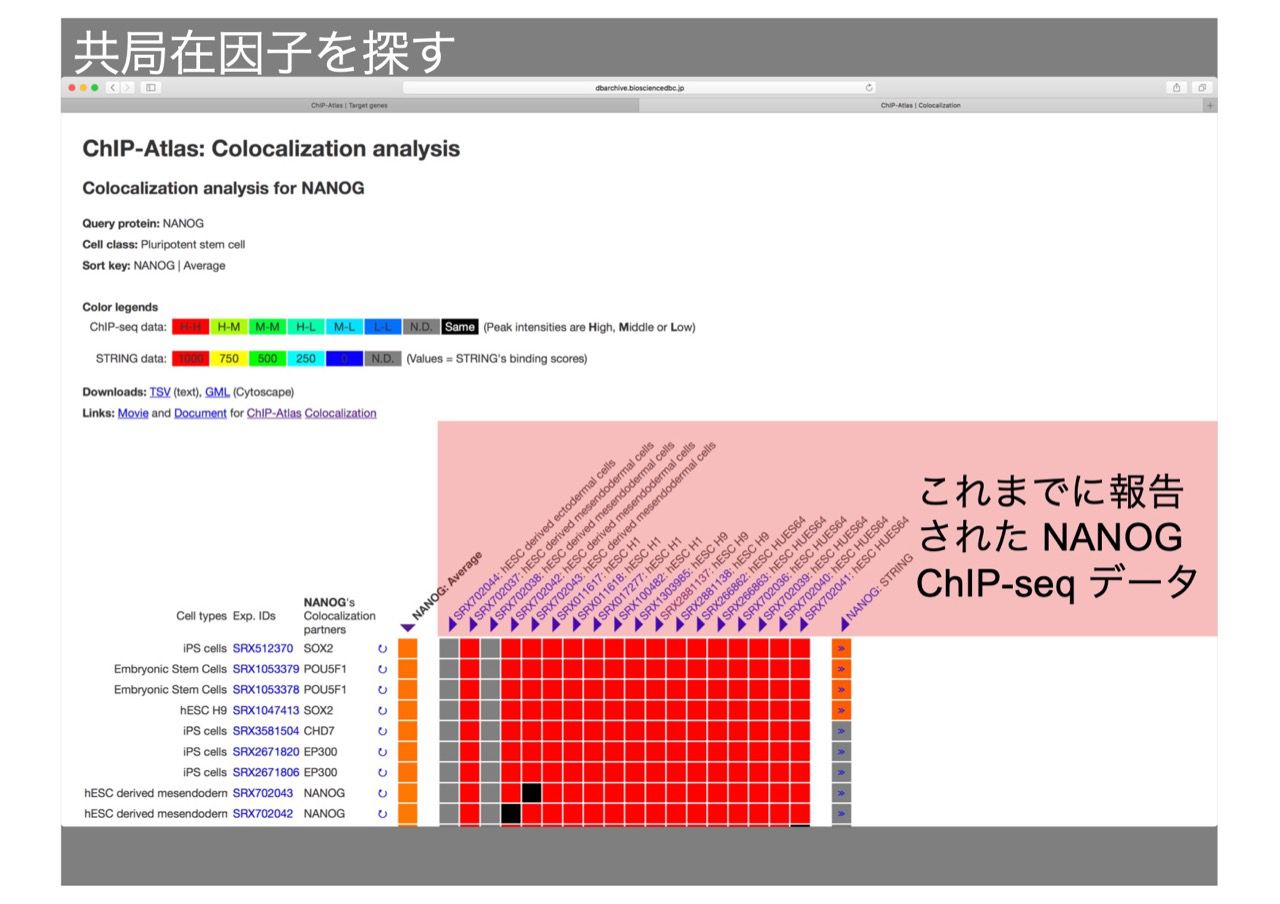 共局在因子を探す
dbarchive.biosciencedbc.jp
ChIP-Atlas | Target genes
ChIP-Atlas | Colocalization
ChIP-Atlas: Colocalization analysis
Colocalization analysis for NANOG
Query protein: NANOG
Cell class: Pluripotent stem cell
Sort key: NANOG | Average
Color legends
ChIP-seq data: H-H H-M M-M H-L M-L L-L N.D. Same (Peak intensities are High, Middle or Low)
STRING data: 1000 750 500 250 0 N.D. (Values = STRING's binding scores)
Downloads: TSV (text), GML (Cytoscape)
Links: Movie and Document for ChIP-Atlas Colocalization
これまでに報告
された NANOG
ChIP-seq データ
Cell types Exp. IDs NANOG's Colocalization partners
NANOG: Average
SRX702044: hESC derived ectodermal cells
SRX702037: hESC derived mesendodermal cells
SRX702038: hESC derived mesendodermal cells
SRX702042: hESC derived mesendodermal cells
SRX702043: hESC derived mesendodermal cells
SRX011617: hESC H1
SRX011618: hESC H1
SRX017277: hESC H1
SRX100482: hESC H1
SRX1303985: hESC H9
SRX2881137: hESC H9
SRX2881138: hESC H9
SRX266862: hESC HUES64
SRX266863: hESC HUES64
SRX702036: hESC HUES64
SRX702039: hESC HUES64
SRX702040: hESC HUES64
SRX702041: hESC HUES64
NANOG: STRING
iPS cells SRX512370 SOX2 »
Embryonic Stem Cells SRX1053379 POU5F1 »
Embryonic Stem Cells SRX1053378 POU5F1 »
hESC H9 SRX1047413 SOX2 »
iPS cells SRX3581504 CHD7 »
iPS cells SRX2671820 EP300 »
iPS cells SRX2671806 EP300 »
hESC derived mesendodern SRX702043 NANOG »
hESC derived mesendodern SRX702042 NANOG »